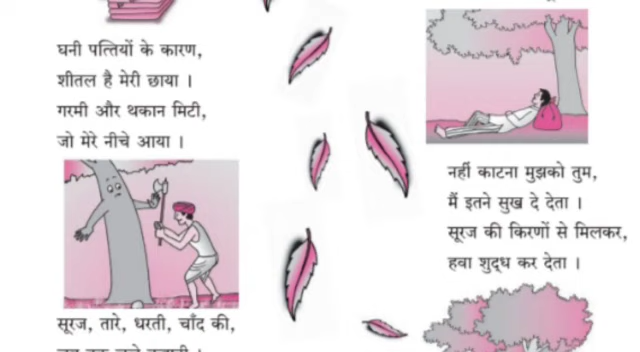 घनी पत्तियों के कारण,
शीतल है मेरी छाया ।
गरमी और थकान मिटी,
जो मेरे नीचे आया ।
सूरज, तारे, धरती, चाँद की,
नहीं काटना मुझको तुम,
मैं इतने सुख दे देता ।
सूरज की किरणों से मिलकर,
हवा शुद्ध कर देता ।